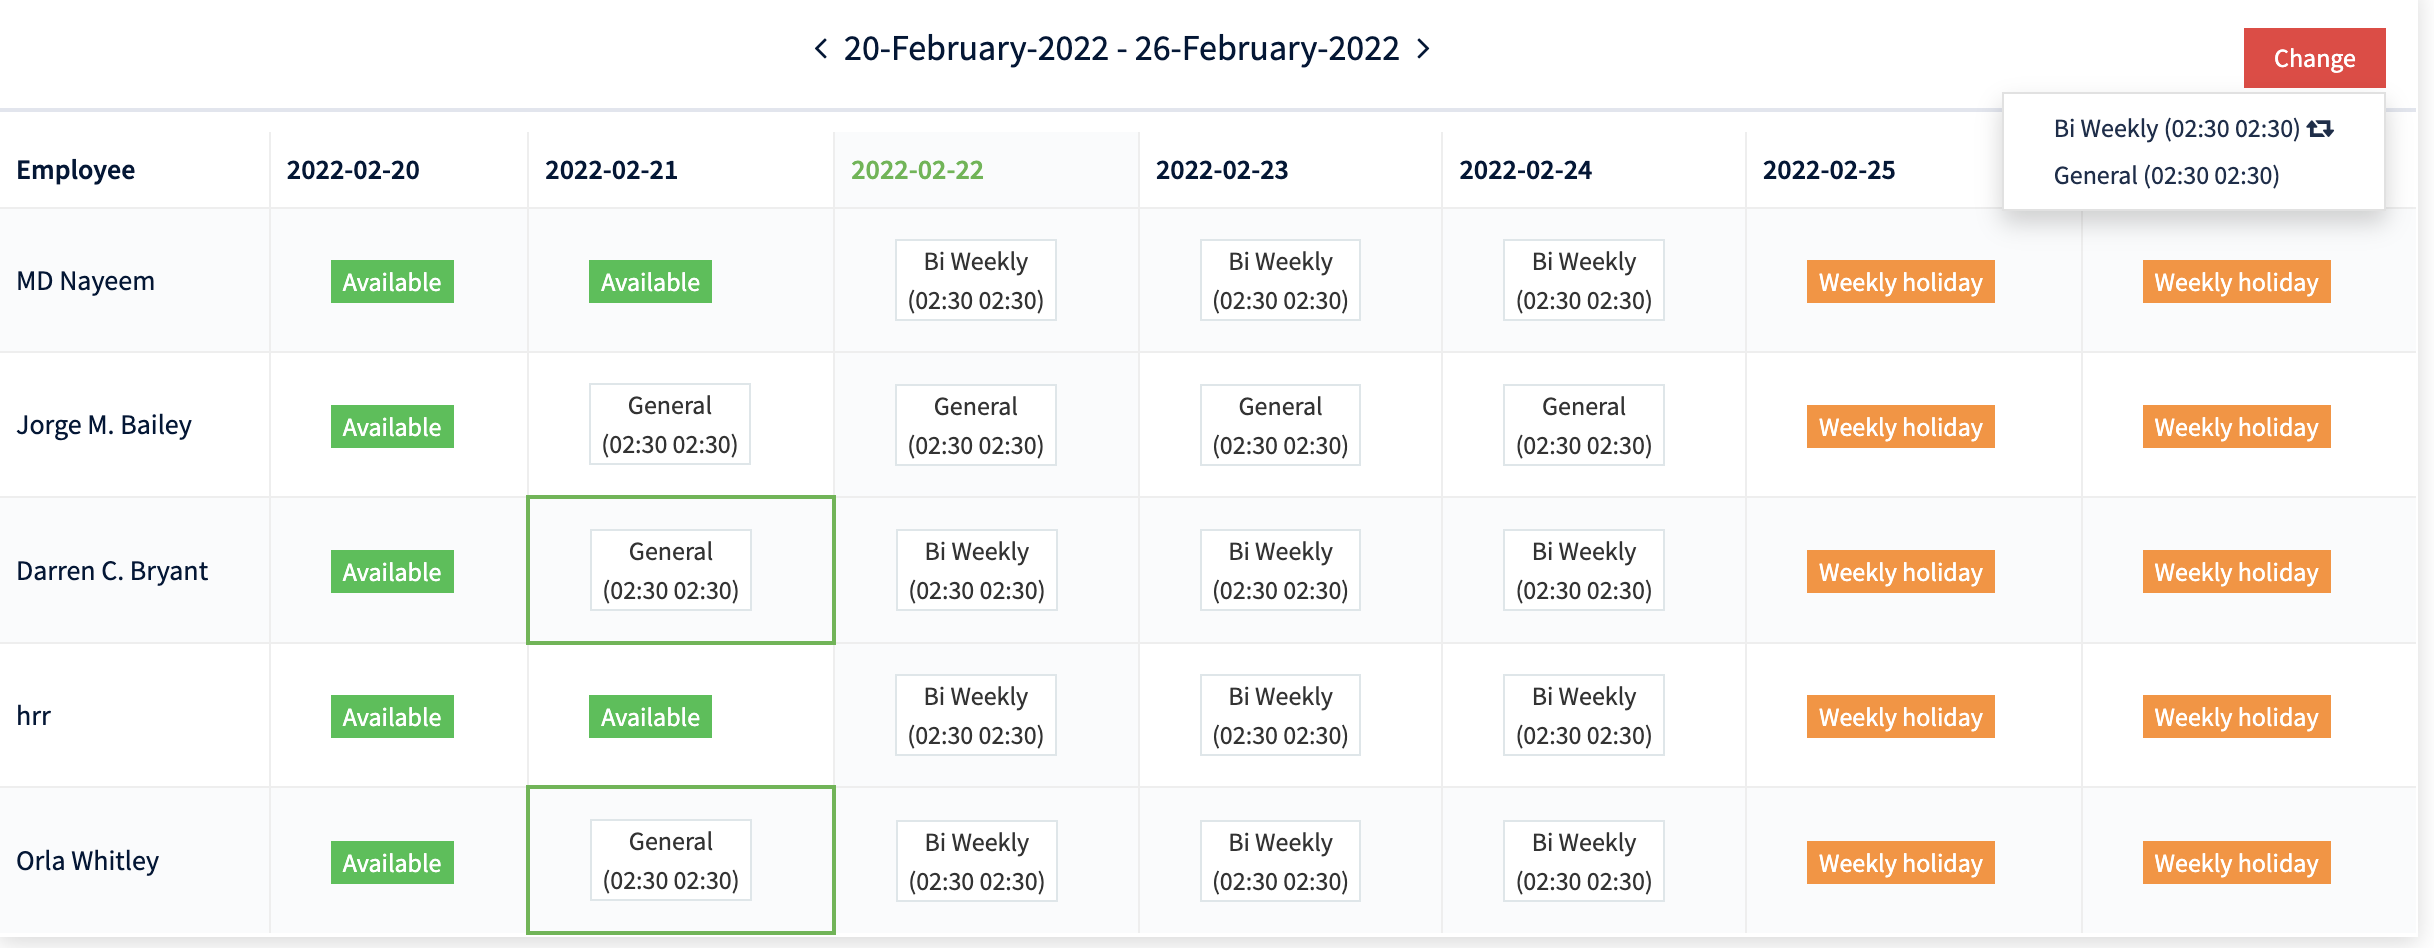 20-February-2022 - 26-February-2022
Change
Bi Weekly (02:30 02:30)
General (02:30 02:30)
Employee 2022-02-20 2022-02-21 2022-02-22 2022-02-23 2022-02-24 2022-02-25
MD Nayeem Available Available Bi Weekly (02:30 02:30) Bi Weekly (02:30 02:30) Bi Weekly (02:30 02:30) Weekly holiday Weekly holiday
Jorge M. Bailey Available General (02:30 02:30) General (02:30 02:30) General (02:30 02:30) General (02:30 02:30) Weekly holiday Weekly holiday
Darren C. Bryant Available General (02:30 02:30) Bi Weekly (02:30 02:30) Bi Weekly (02:30 02:30) Bi Weekly (02:30 02:30) Weekly holiday Weekly holiday
hrr Available Available Bi Weekly (02:30 02:30) Bi Weekly (02:30 02:30) Bi Weekly (02:30 02:30) Weekly holiday Weekly holiday
Orla Whitley Available General (02:30 02:30) Bi Weekly (02:30 02:30) Bi Weekly (02:30 02:30) Bi Weekly (02:30 02:30) Weekly holiday Weekly holiday